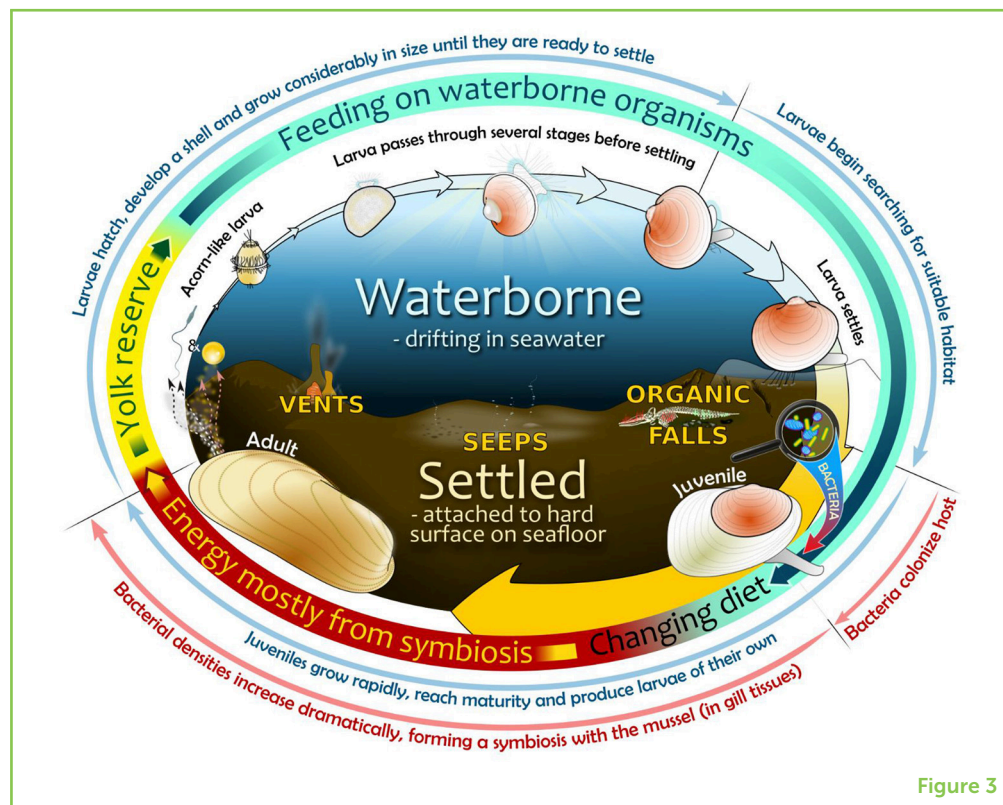 Larvae hatch, develop a shell and grow considerably in size until they are ready to settle
Feeding on waterborne organisms
Larva passes through several stages before settling
Larvae begin searching for suitable habitat
Acorn-like larva
Larva settles
Yolk reserve
&
Waterborne
- drifting in seawater
VENTS
SEEPS
ORGANIC
FALLS
BACTERIA
Adult
Settled
- attached to hard
surface on seafloor
Juvenile
Energy mostly from symbiosis
Changing diet
Bacteria colonize host
Juveniles grow rapidly, reach maturity and produce larvae of their own
Bacterial densities increase dramatically, forming a symbiosis with the mussel (in gill tissues)
Figure 3